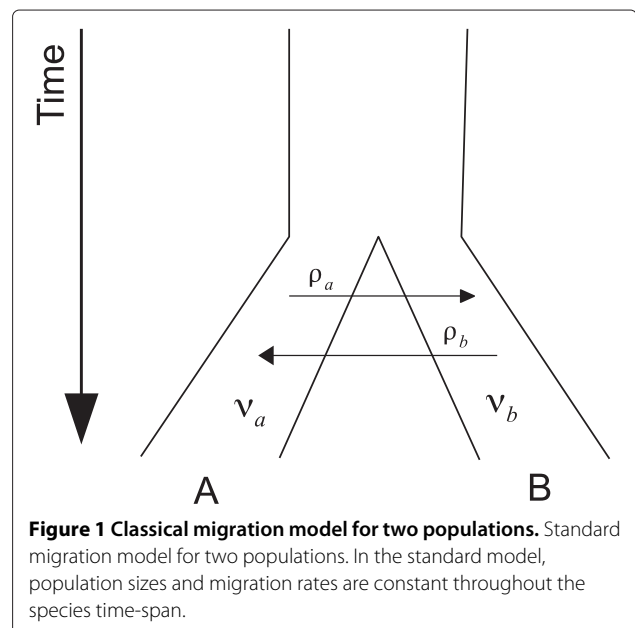 Time
ρa
ρb
νa
νb
A
B
Figure 1 Classical migration model for two populations. Standard
migration model for two populations. In the standard model,
population sizes and migration rates are constant throughout the
species time-span.